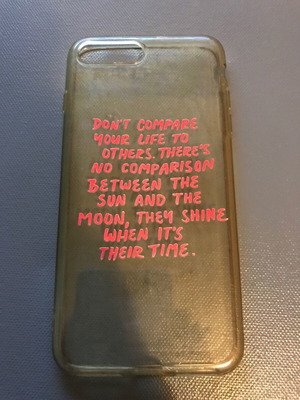 DON'T COMPARE
YOUR LIFE TO
OTHERS. THERE'S
NO COMPARISON
BETWEEN THE
SUN AND THE
MOON, THEY SHINE
WHEN IT'S
THEIR TIME.